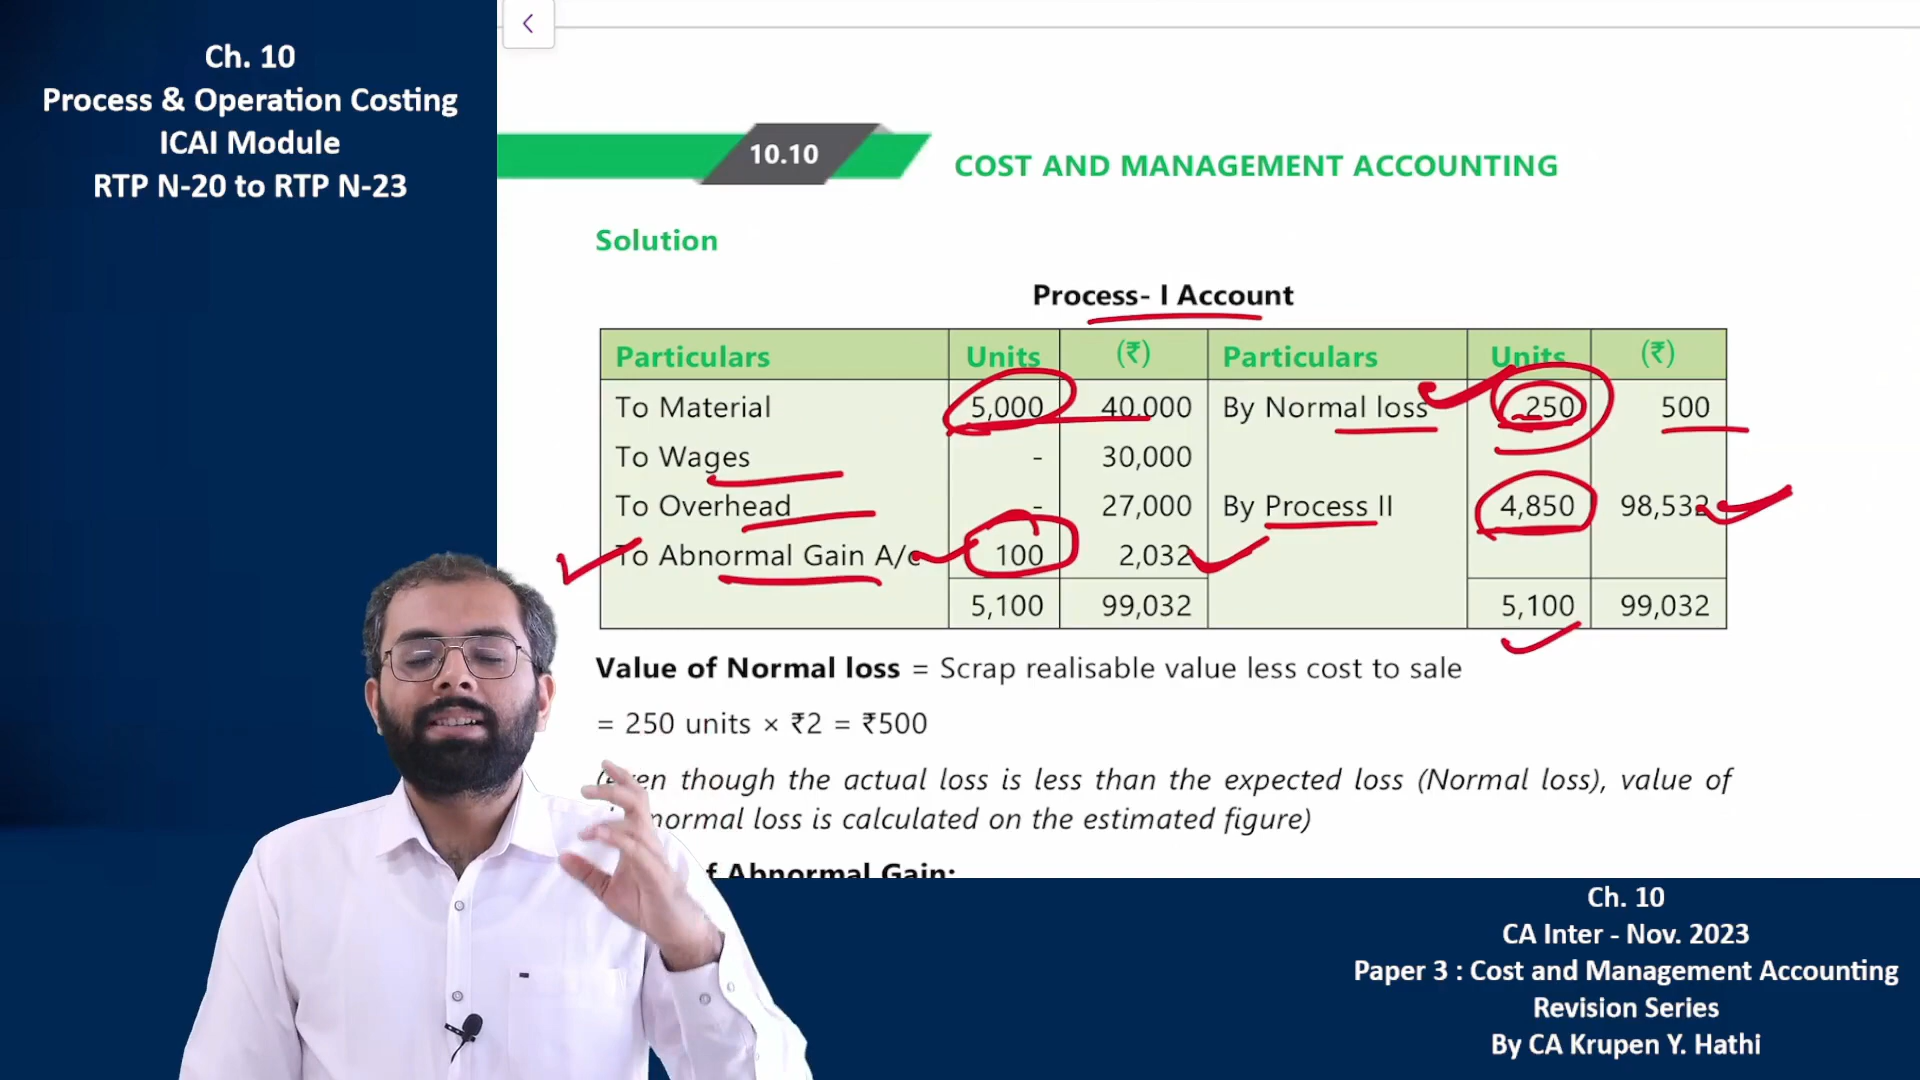 Ch. 10
Process & Operation Costing
ICAI Module
RTP N-20 to RTP N-23
10.10
COST AND MANAGEMENT ACCOUNTING
Solution
Process- I Account
Particulars Units (₹) Particulars Units (₹)
To Material 5,000 40,000 By Normal loss 250 500
To Wages - 30,000
To Overhead - 27,000 By Process II 4,850 98,532
To Abnormal Gain A/c 100 2,032
5,100 99,032 5,100 99,032
Value of Normal loss = Scrap realisable value less cost to sale
= 250 units × ₹2 = ₹500
(even though the actual loss is less than the expected loss (Normal loss), value of
normal loss is calculated on the estimated figure)
f Abnormal Gain:
Ch. 10
CA Inter - Nov. 2023
Paper 3 : Cost and Management Accounting
Revision Series
By CA Krupen Y. Hathi